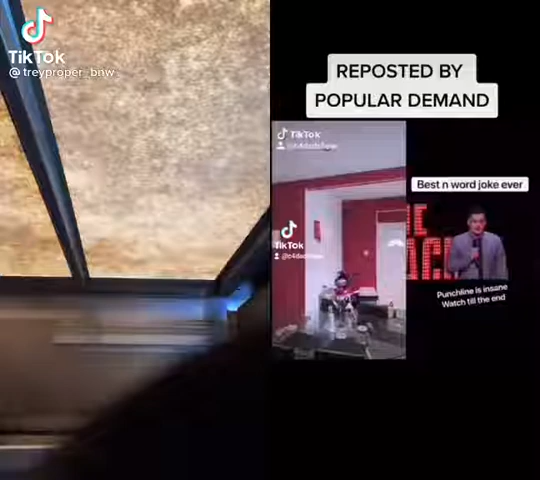 TikTok
@treyproper_bnw
REPOSTED BY
POPULAR DEMAND
TikTok
Best n word joke ever
TikTok
Punchline is insane
Watch till the end